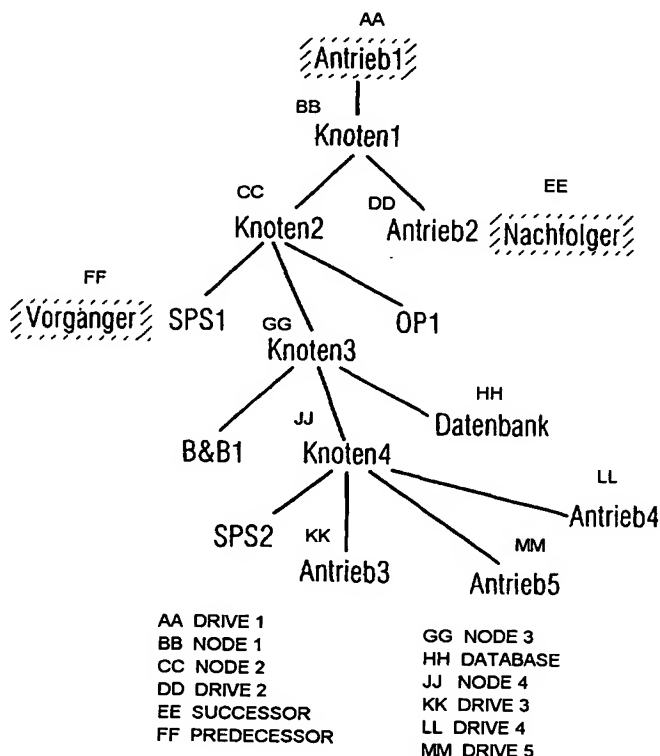 AA
Antrieb1
BB
Knoten1
CC
DD
EE
Knoten2
Antrieb2
Nachfolger
FF
Vorgänger
SPS1
OP1
GG
Knoten3
HH
Datenbank
JJ
B&B1
Knoten4
LL
Antrieb4
SPS2
KK
Antrieb3
MM
Antrieb5
AA DRIVE 1
BB NODE 1
CC NODE 2
DD DRIVE 2
EE SUCCESSOR
FF PREDECESSOR
GG NODE 3
HH DATABASE
JJ NODE 4
KK DRIVE 3
LL DRIVE 4
MM DRIVE 5